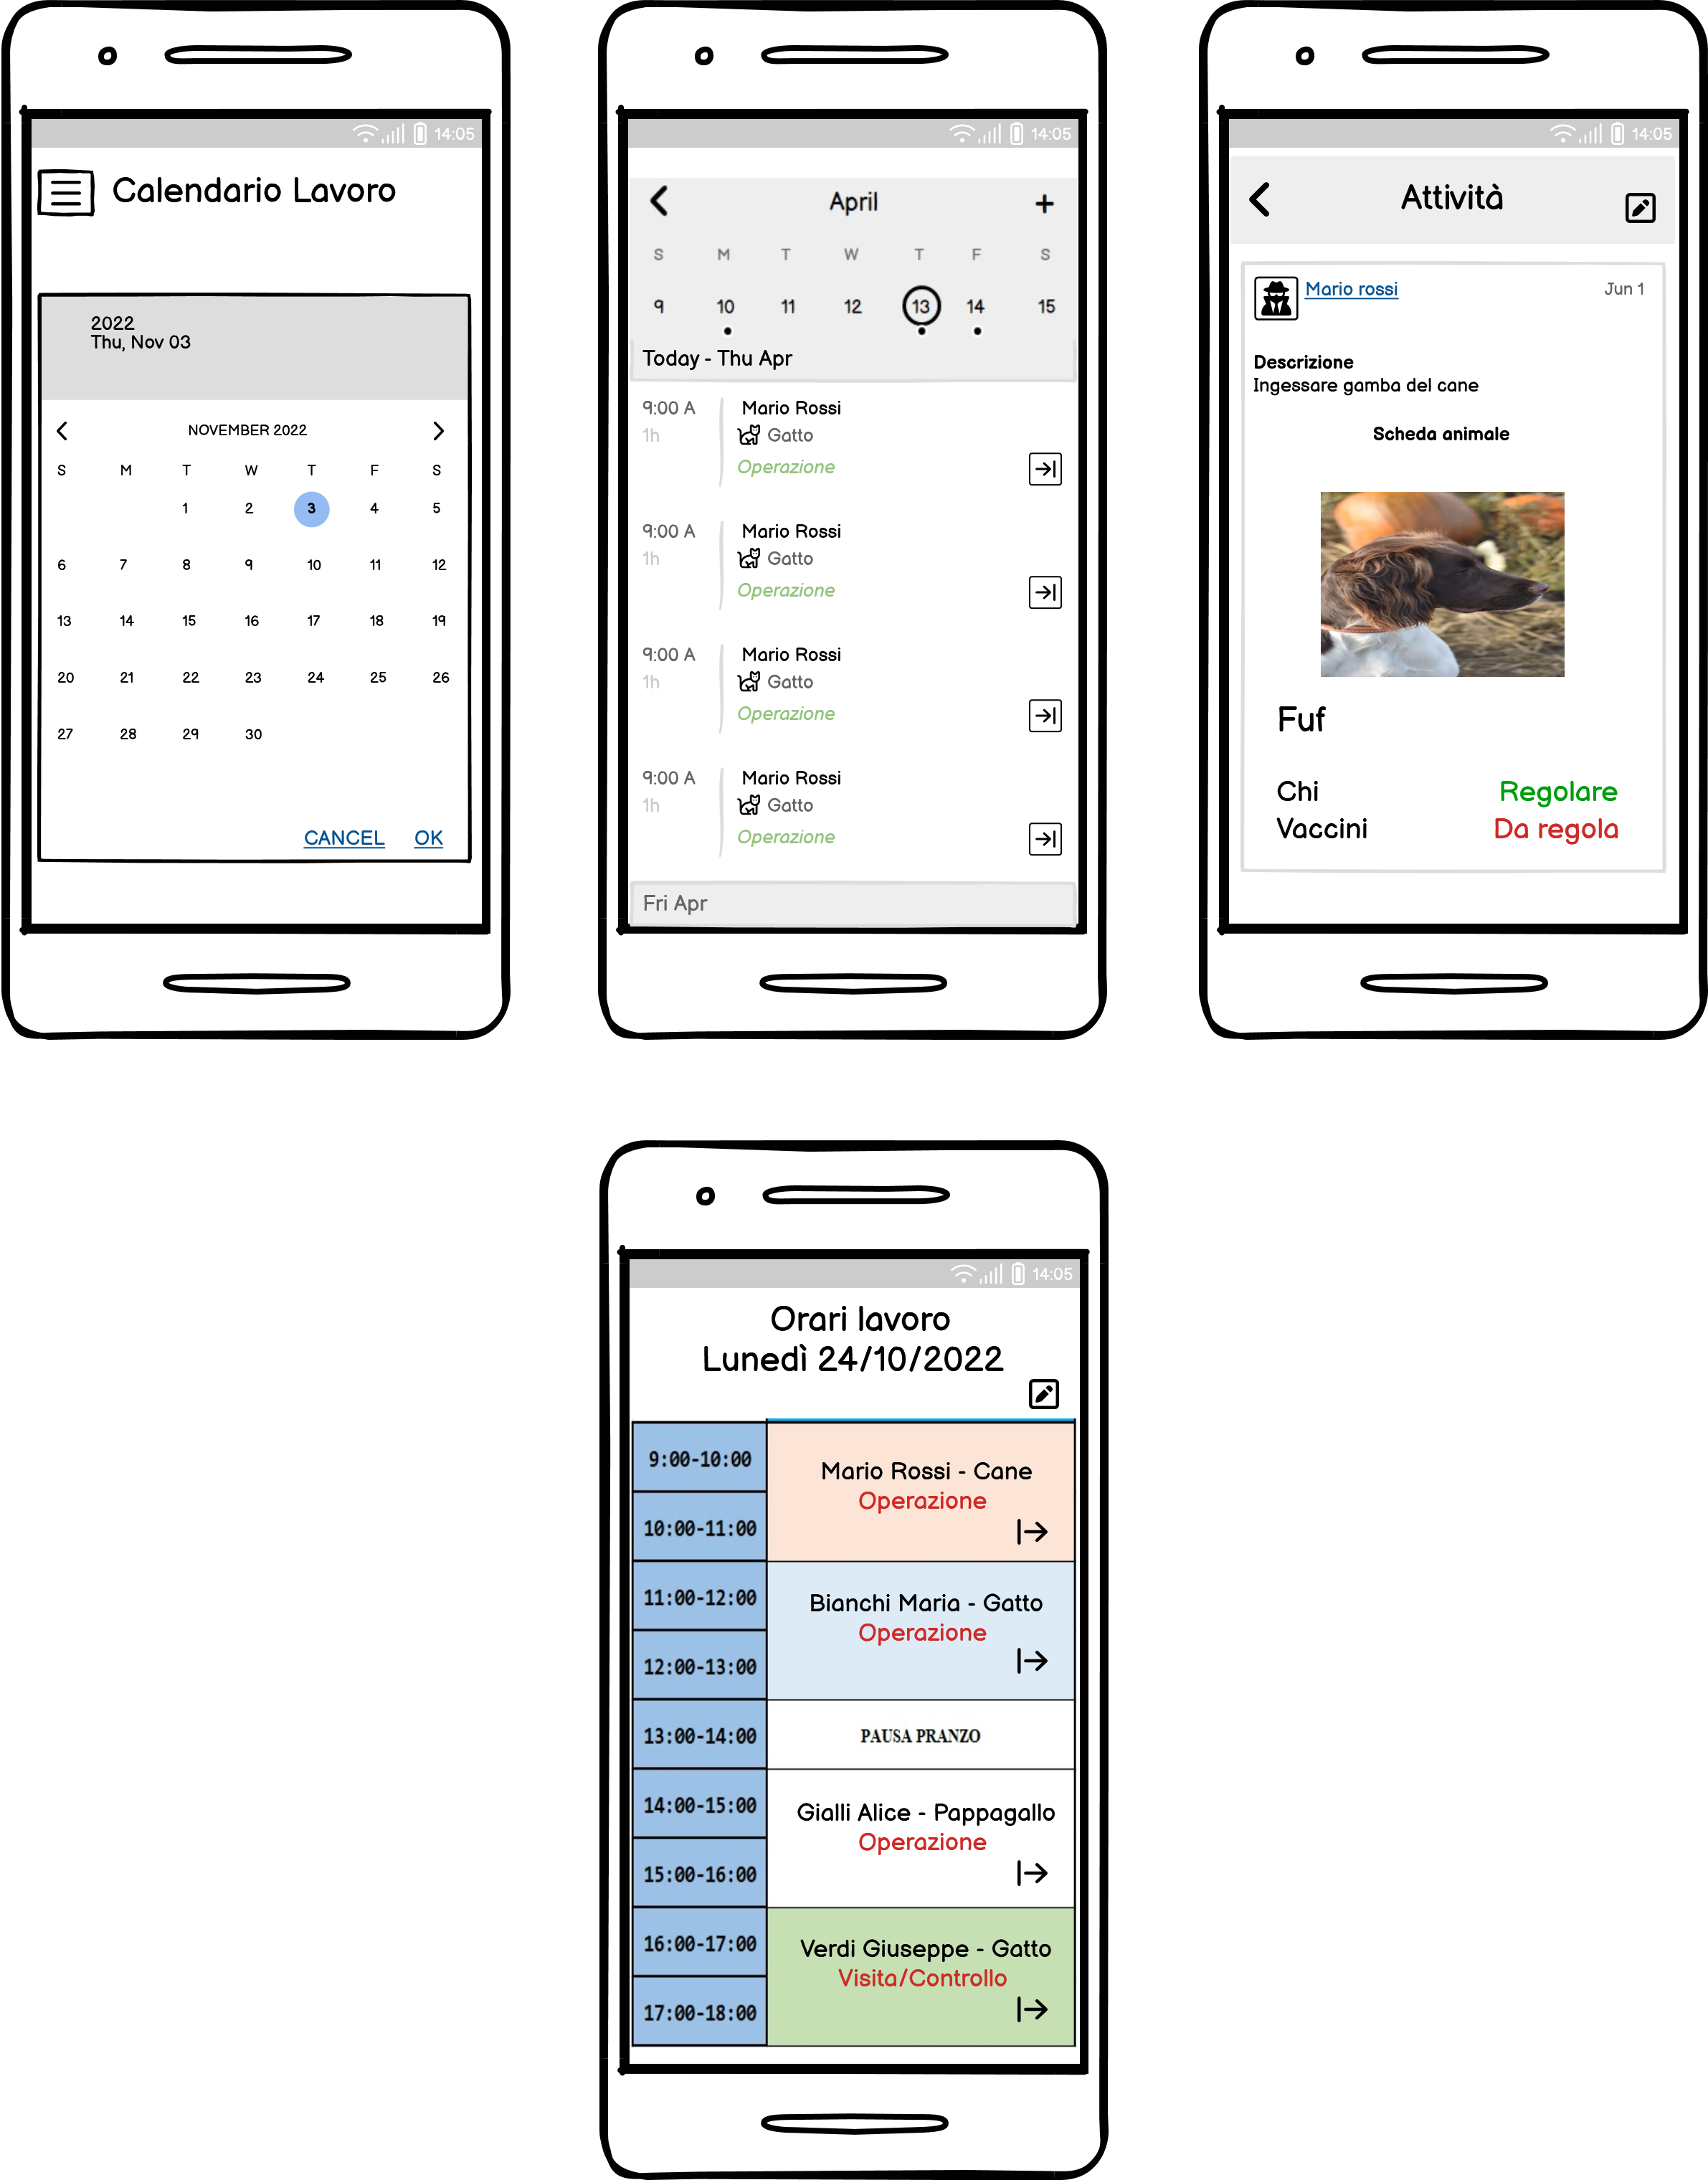 14:05
Calendario Lavoro
2022
Thu, Nov 03
NOVEMBER 2022
S M T W T F S
1 2 3 4 5
6 7 8 9 10 11 12
13 14 15 16 17 18 19
20 21 22 23 24 25 26
27 28 29 30
CANCEL OK
14:05
April
S M T W T F S
9 10 11 12 13 14 15
Today - Thu Apr
9:00 A Mario Rossi
1h Gatto
Operazione
9:00 A Mario Rossi
1h Gatto
Operazione
9:00 A Mario Rossi
1h Gatto
Operazione
9:00 A Mario Rossi
1h Gatto
Operazione
Fri Apr
14:05
Attività
Mario rossi Jun 1
Descrizione
Ingessare gamba del cane
Scheda animale
Fuf
Chi Regolare
Vaccini Da regola
14:05
Orari lavoro
Lunedì 24/10/2022
9:00-10:00
Mario Rossi - Cane
Operazione
10:00-11:00
11:00-12:00
Bianchi Maria - Gatto
Operazione
12:00-13:00
13:00-14:00 PAUSA PRANZO
14:00-15:00
Gialli Alice - Pappagallo
Operazione
15:00-16:00
16:00-17:00
Verdi Giuseppe - Gatto
Visita/Controllo
17:00-18:00